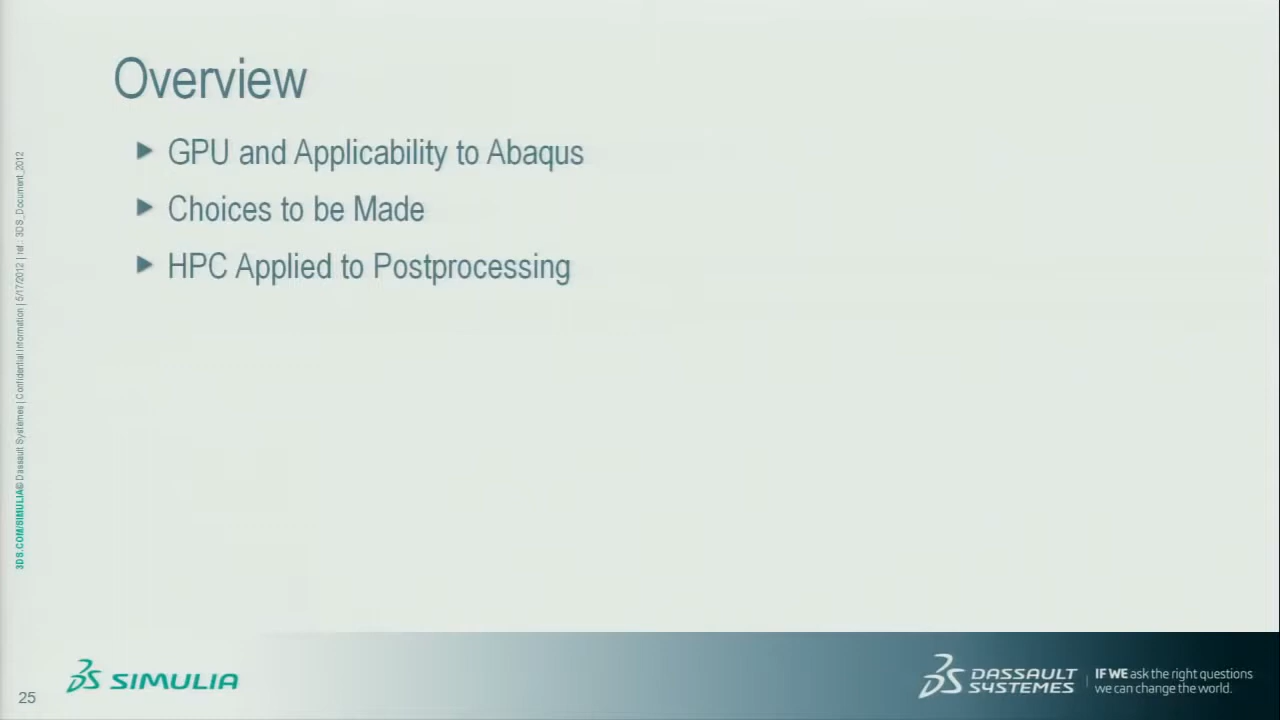 Overview
GPU and Applicability to Abaqus
Choices to be Made
HPC Applied to Postprocessing
3DS.COM/SIMULIA© Dassault Systèmes | Confidential Information | 5/17/2012 | ref.: 3DS_Document_2012
25
SIMULIA
DASSAULT
SYSTEMES
IF WE ask the right questions
we can change the world.